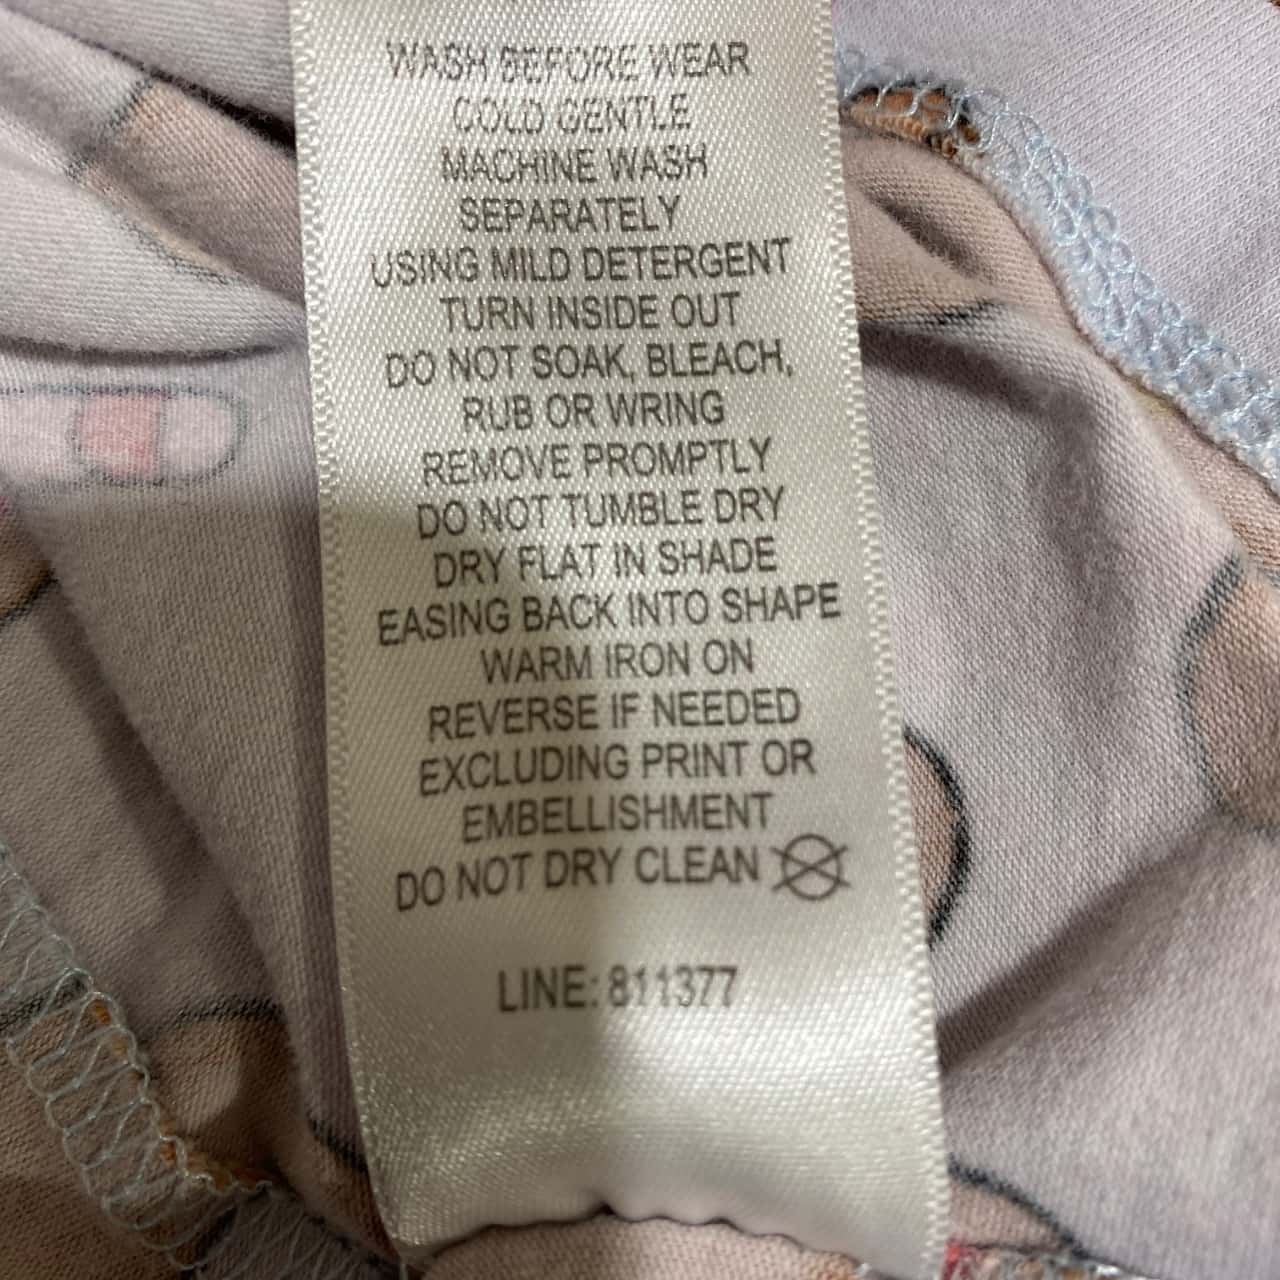 WASH BEFORE WEAR
COLD GENTLE
MACHINE WASH
SEPARATELY
USING MILD DETERGENT
TURN INSIDE OUT
DO NOT SOAK, BLEACH,
RUB OR WRING
REMOVE PROMPTLY
DO NOT TUMBLE DRY
DRY FLAT IN SHADE
EASING BACK INTO SHAPE
WARM IRON ON
REVERSE IF NEEDED
EXCLUDING PRINT OR
EMBELLISHMENT
DO NOT DRY CLEAN
LINE: 811377